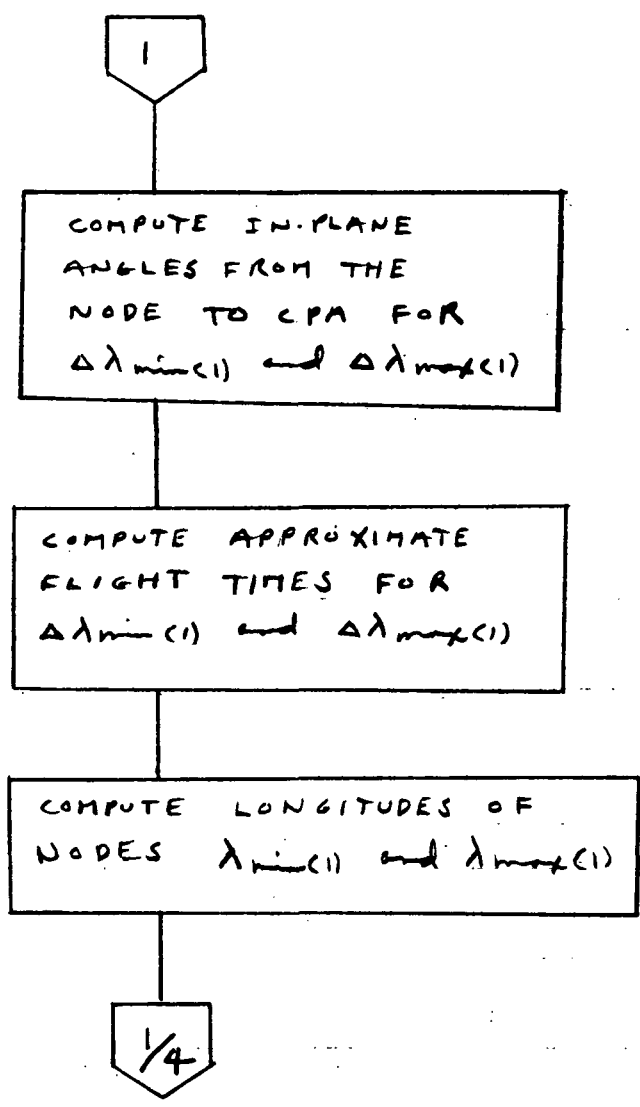 1
COMPUTE IN-PLANE
ANGLES FROM THE
NODE TO CPA FOR
Δλmin(1) and Δλmax(1)
COMPUTE APPROXIMATE
FLIGHT TIMES FOR
Δλmin(1) and Δλmax(1)
COMPUTE LONGITUDES OF
NODES λmin(1) and λmax(1)
1/4